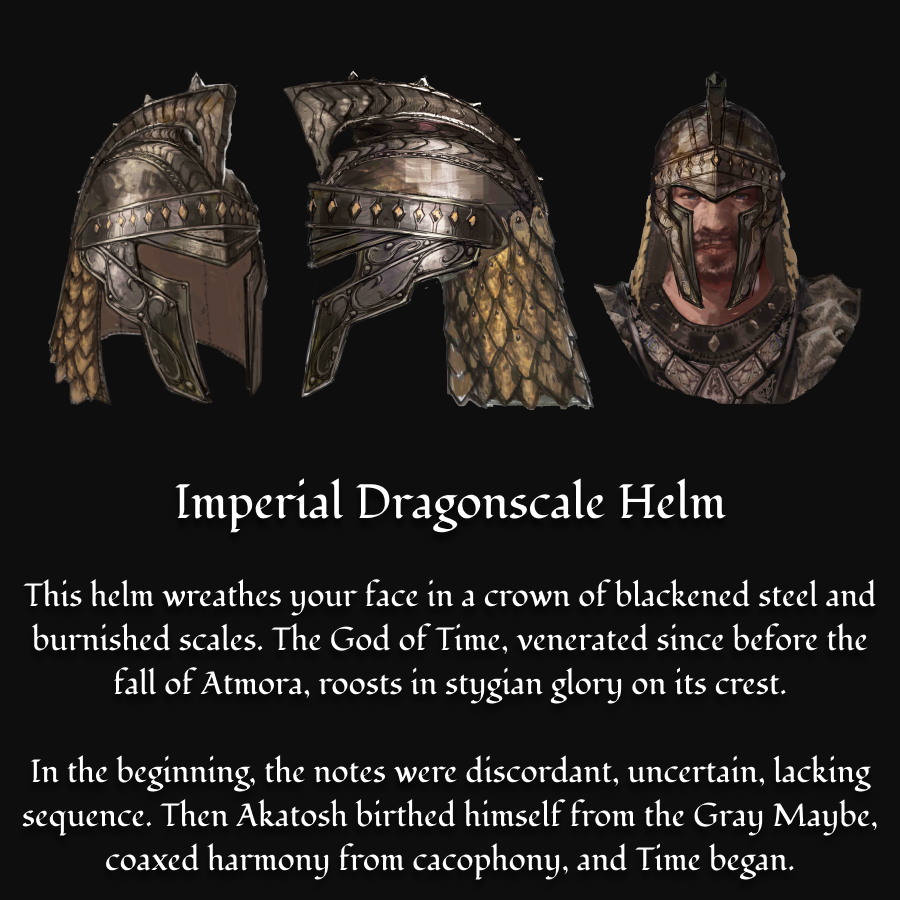 Imperial Dragonscale Helm
This helm wreathes your face in a crown of blackened steel and
burnished scales. The God of Time, venerated since before the
fall of Atmora, roosts in stygian glory on its crest.
In the beginning, the notes were discordant, uncertain, lacking
sequence. Then Akatosh birthed himself from the Gray Maybe,
coaxed harmony from cacophony, and Time began.